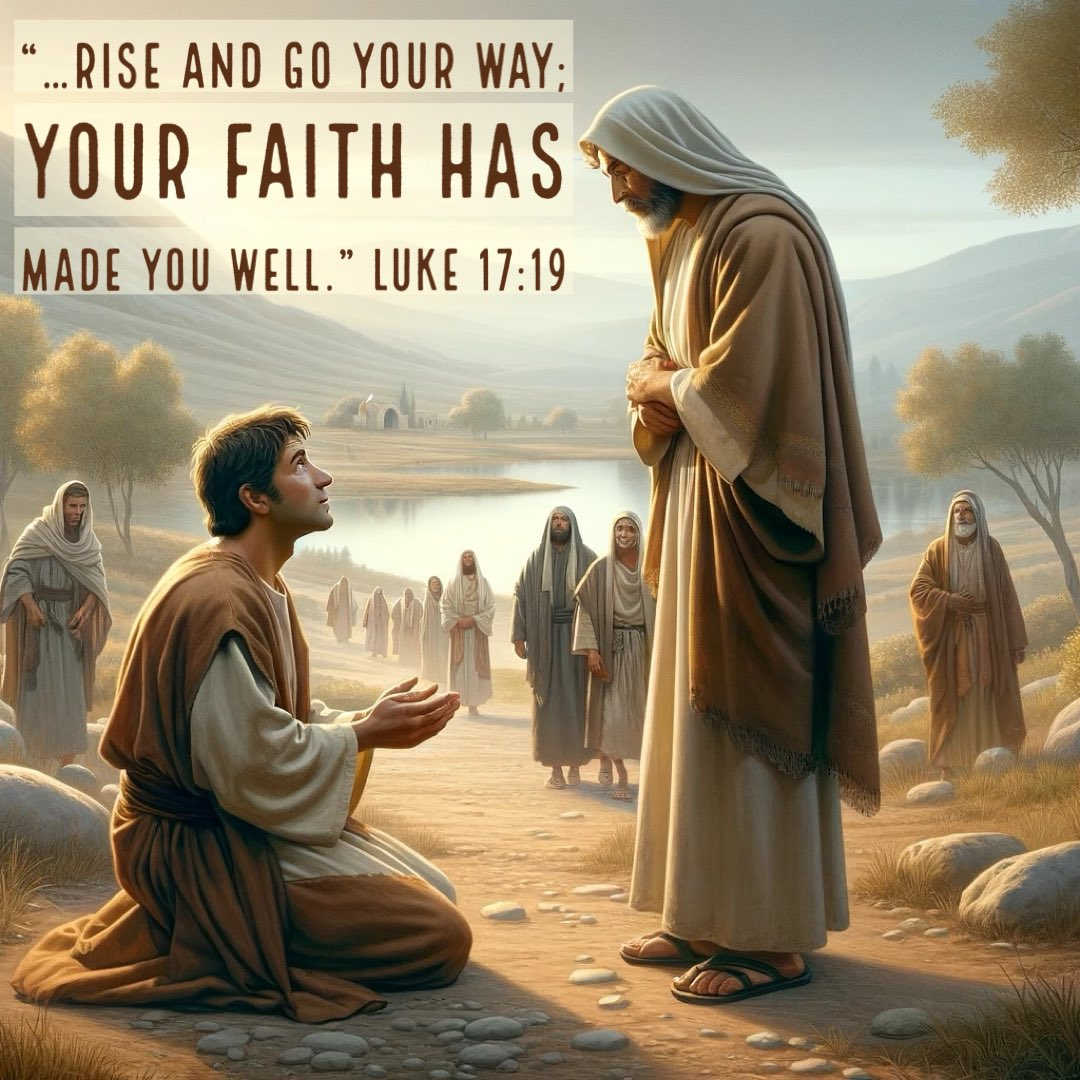 “...RISE AND GO YOUR WAY;
YOUR FAITH HAS
MADE YOU WELL.” LUKE 17:19